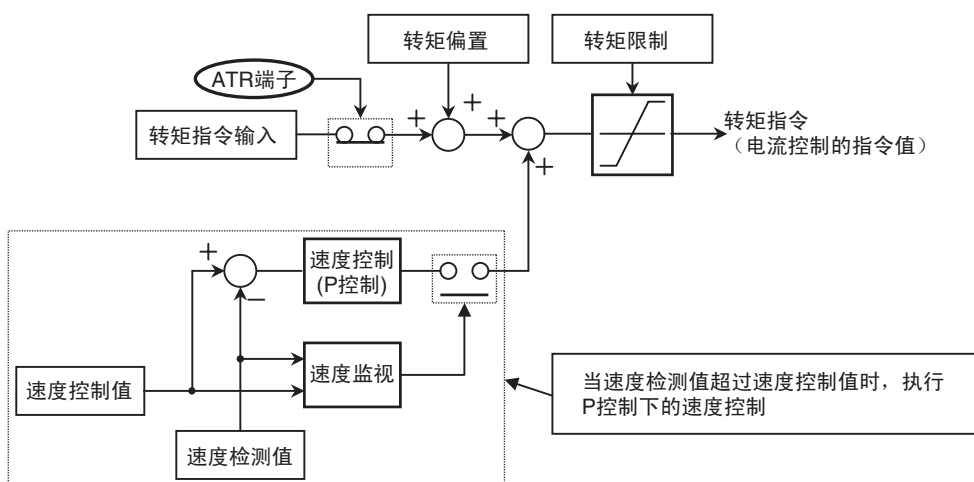 转矩偏置
转矩限制
ATR端子
转矩指令输入
+
+
+
+
转矩指令
（电流控制的指令值）
+
−
速度控制
(P控制)
速度监视
速度控制值
速度检测值
当速度检测值超过速度控制值时，执行
P控制下的速度控制